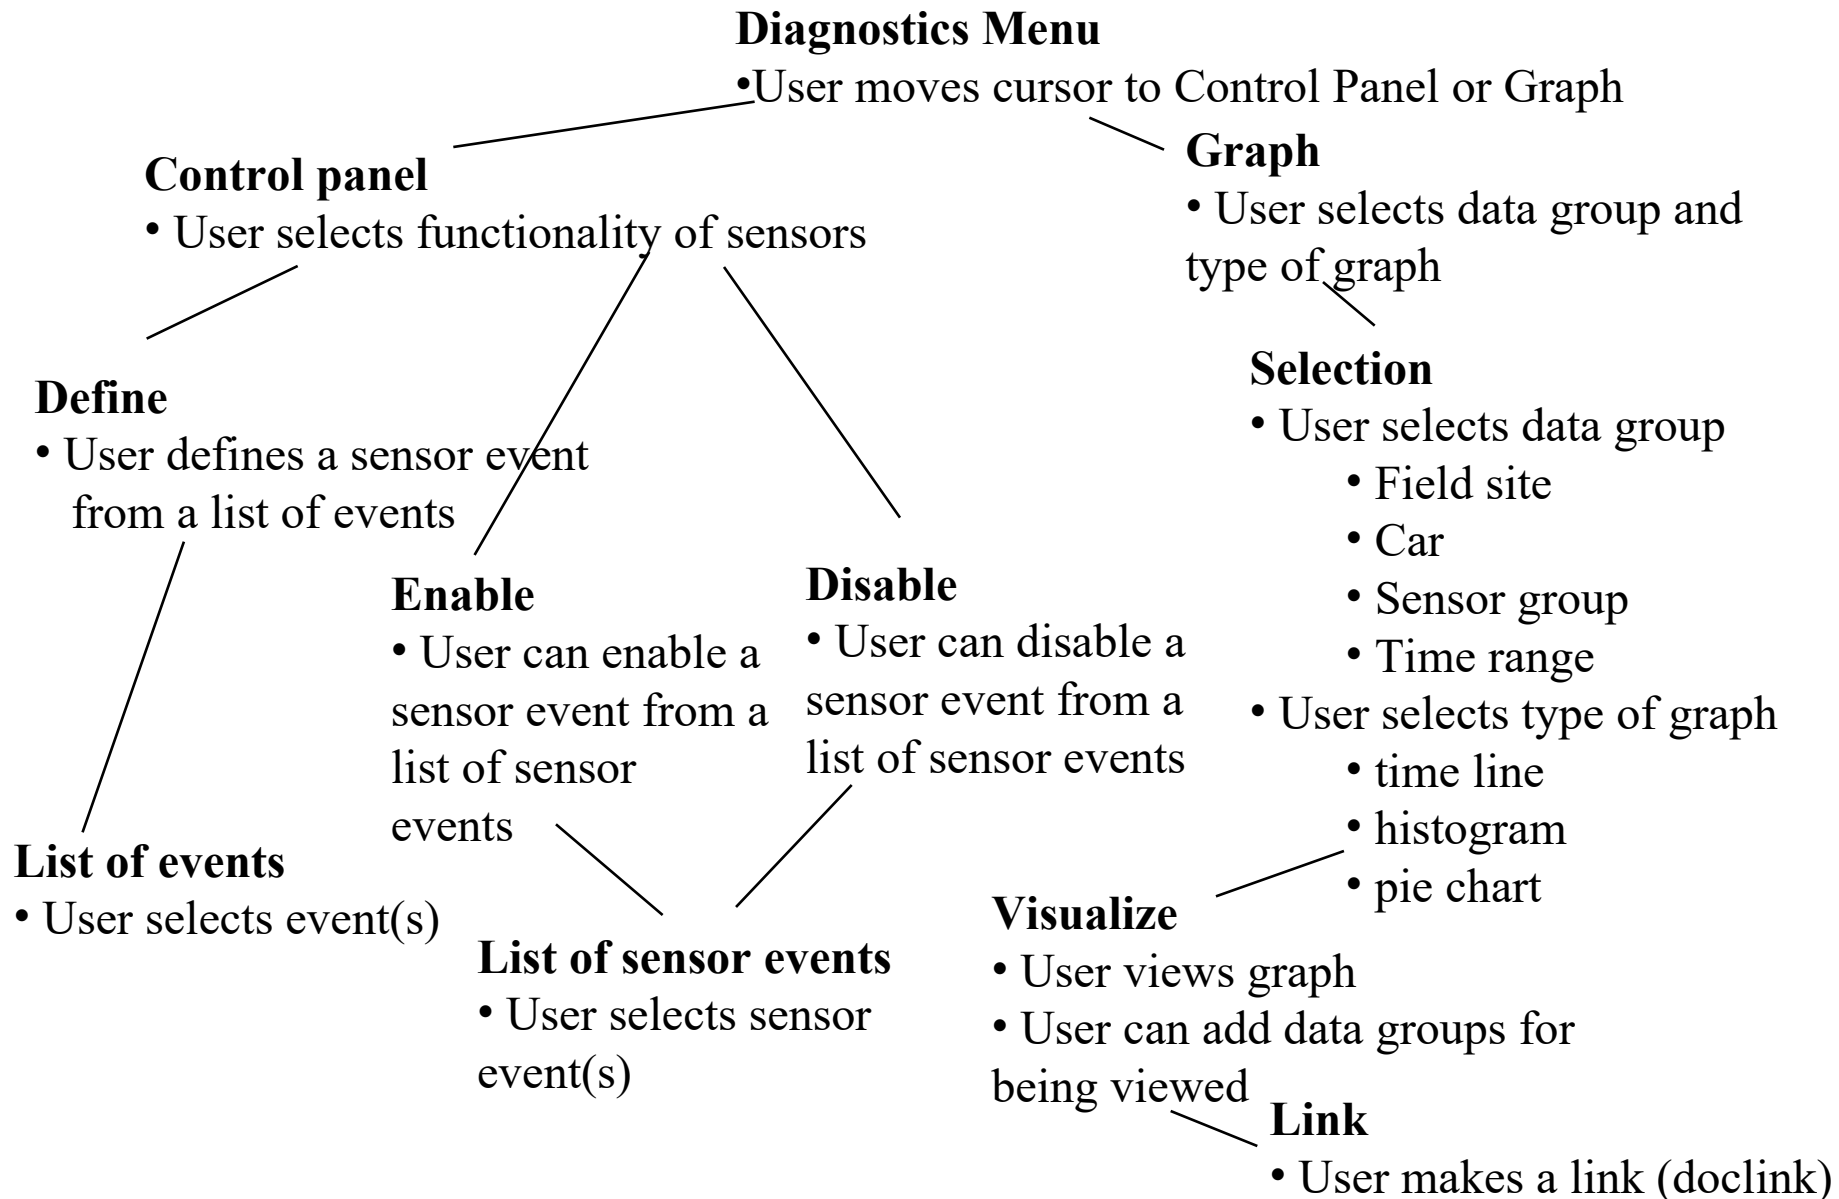 Diagnostics Menu
•User moves cursor to Control Panel or Graph
Control panel
• User selects functionality of sensors
Graph
• User selects data group and
type of graph
Define
• User defines a sensor event
from a list of events
Enable
• User can enable a
sensor event from a
list of sensor
events
Disable
• User can disable a
sensor event from a
list of sensor events
Selection
• User selects data group
• Field site
• Car
• Sensor group
• Time range
• User selects type of graph
• time line
• histogram
• pie chart
List of events
• User selects event(s)
List of sensor events
• User selects sensor
event(s)
Visualize
• User views graph
• User can add data groups for
being viewed
Link
• User makes a link (doclink)